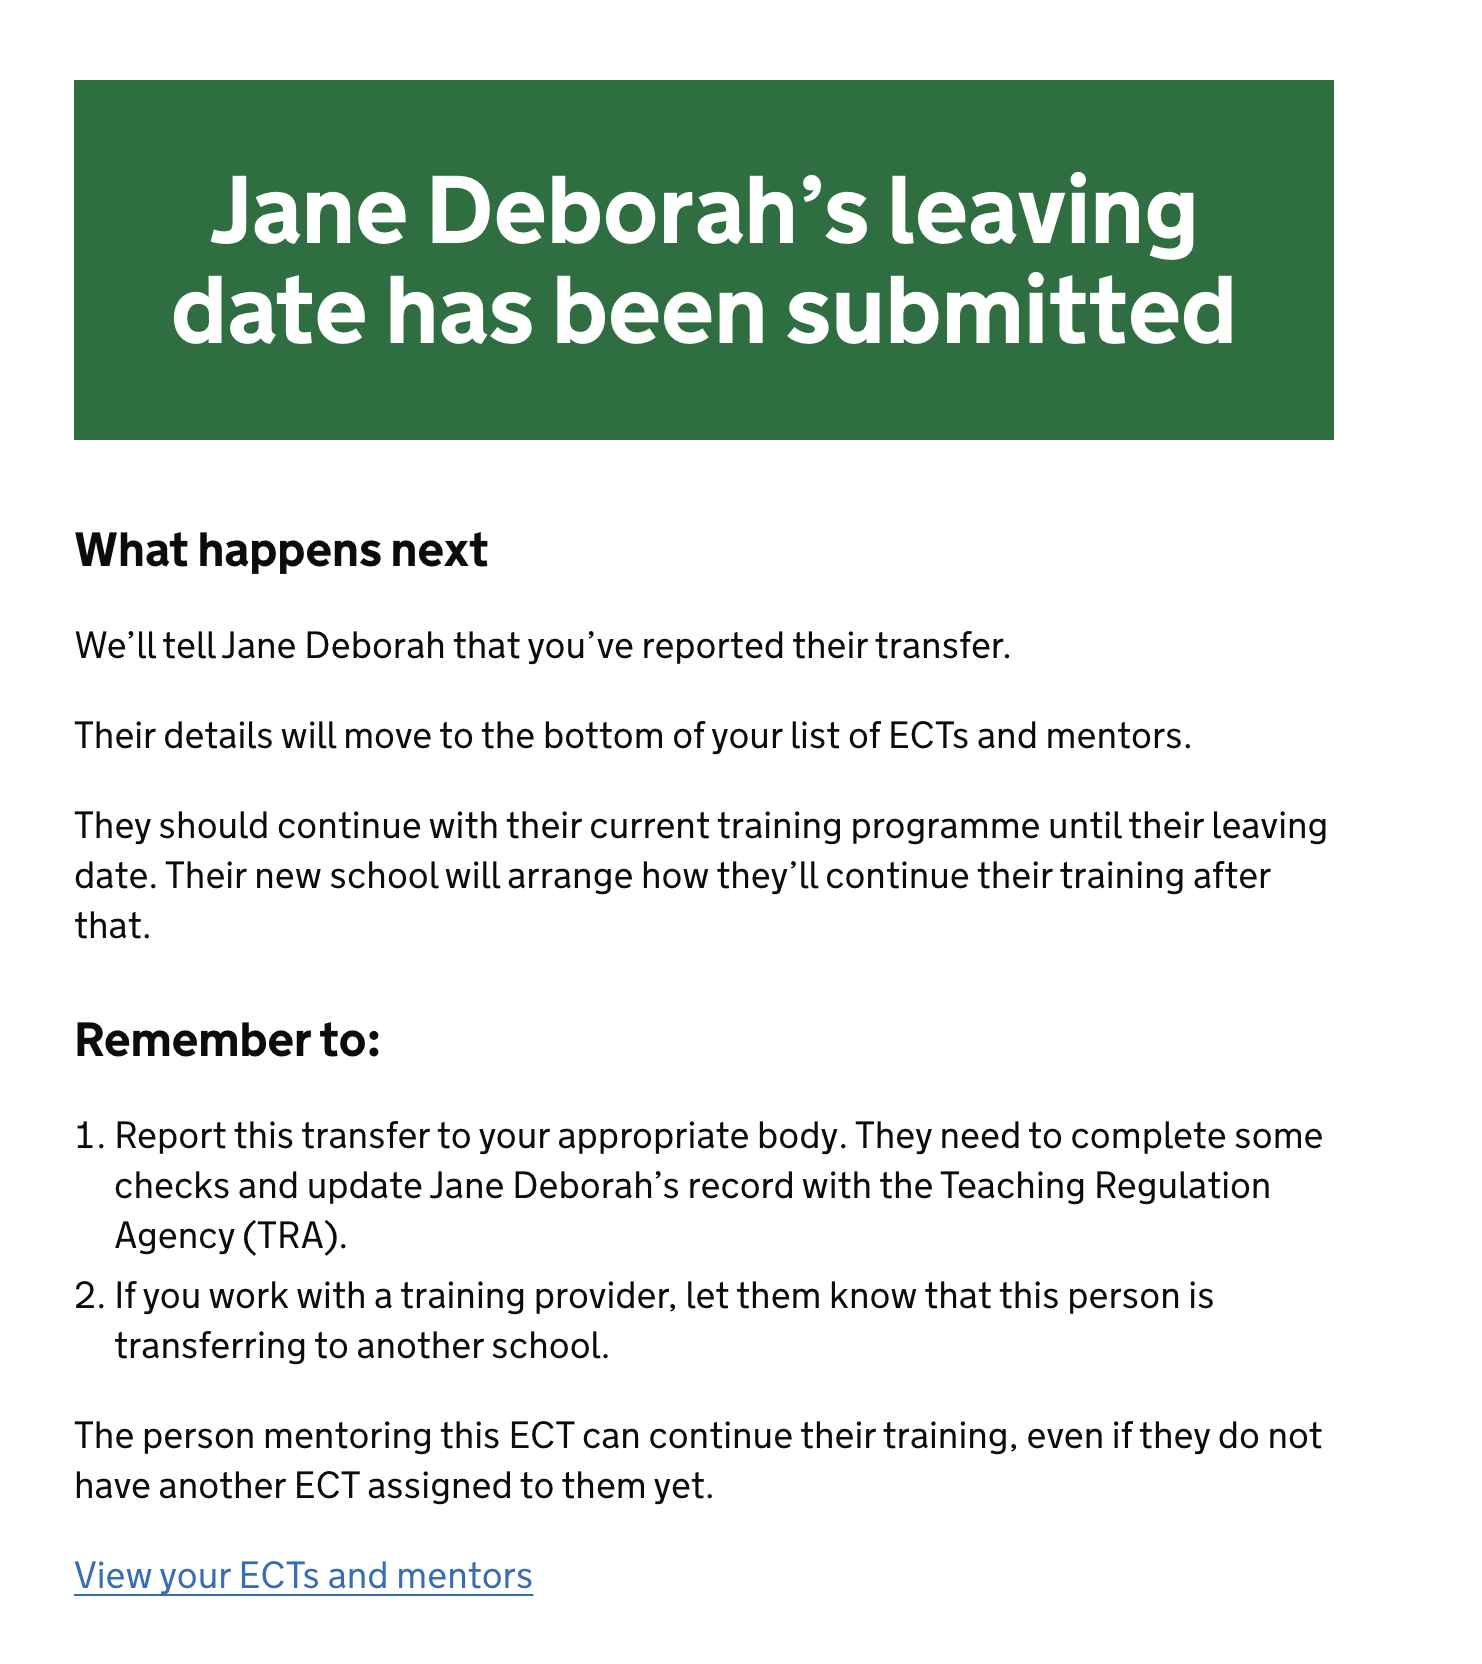 Jane Deborah’s leaving
date has been submitted
What happens next
We’ll tell Jane Deborah that you’ve reported their transfer.
Their details will move to the bottom of your list of ECTs and mentors.
They should continue with their current training programme until their leaving
date. Their new school will arrange how they’ll continue their training after
that.
Remember to:
1. Report this transfer to your appropriate body. They need to complete some
checks and update Jane Deborah’s record with the Teaching Regulation
Agency (TRA).
2. If you work with a training provider, let them know that this person is
transferring to another school.
The person mentoring this ECT can continue their training, even if they do not
have another ECT assigned to them yet.
View your ECTs and mentors